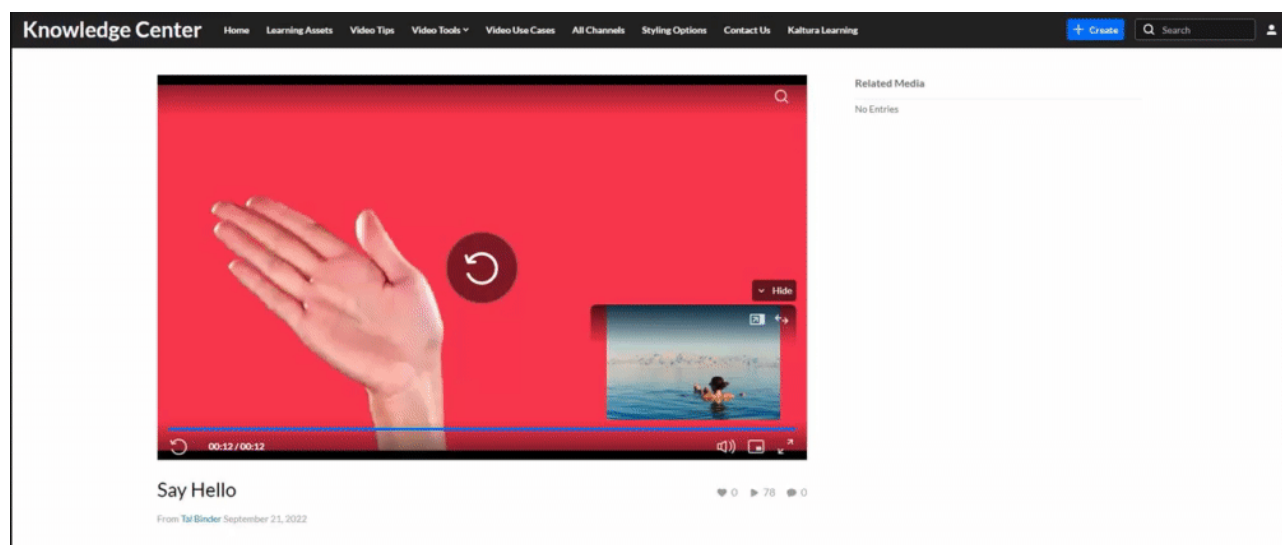 Knowledge Center Home Learning Assets Video Tips Video Tools Video Use Cases All Channels Styling Options Contact Us Kaltura Learning + Create Search
Related Media
No Entries
Hide
00:12 / 00:12
Say Hello
0 78 0
From Tal Binder September 21, 2022